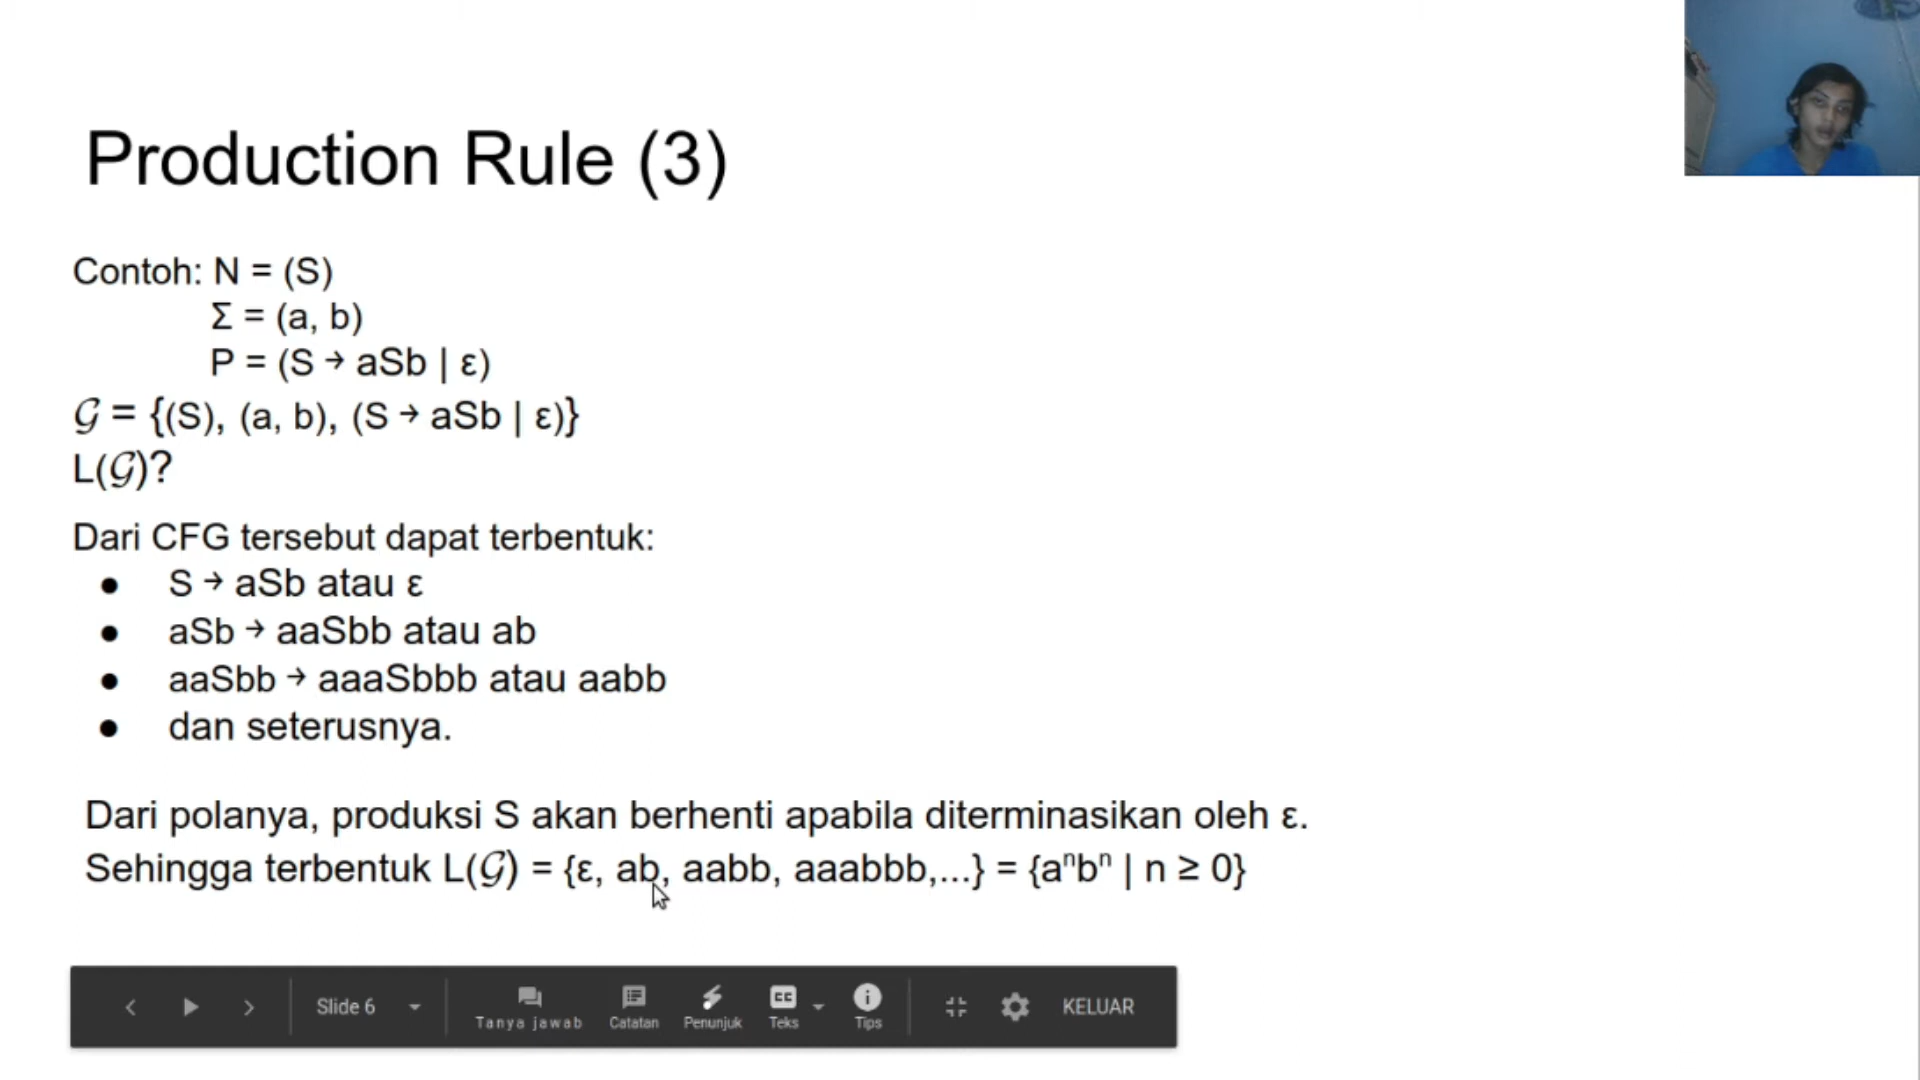 Production Rule (3)
Contoh: N = (S)
Σ = (a, b)
P = (S → aSb | ε)
𝒢 = {(S), (a, b), (S → aSb | ε)}
L(𝒢)?
Dari CFG tersebut dapat terbentuk:
● S → aSb atau ε
● aSb → aaSbb atau ab
● aaSbb → aaaSbbb atau aabb
● dan seterusnya.
Dari polanya, produksi S akan berhenti apabila diterminasikan oleh ε.
Sehingga terbentuk L(𝒢) = {ε, ab, aabb, aaabbb,...} = {aⁿbⁿ | n ≥ 0}
Slide 6
Tanya jawab
Catatan
Penunjuk
CC
Teks
i
Tips
KELUAR